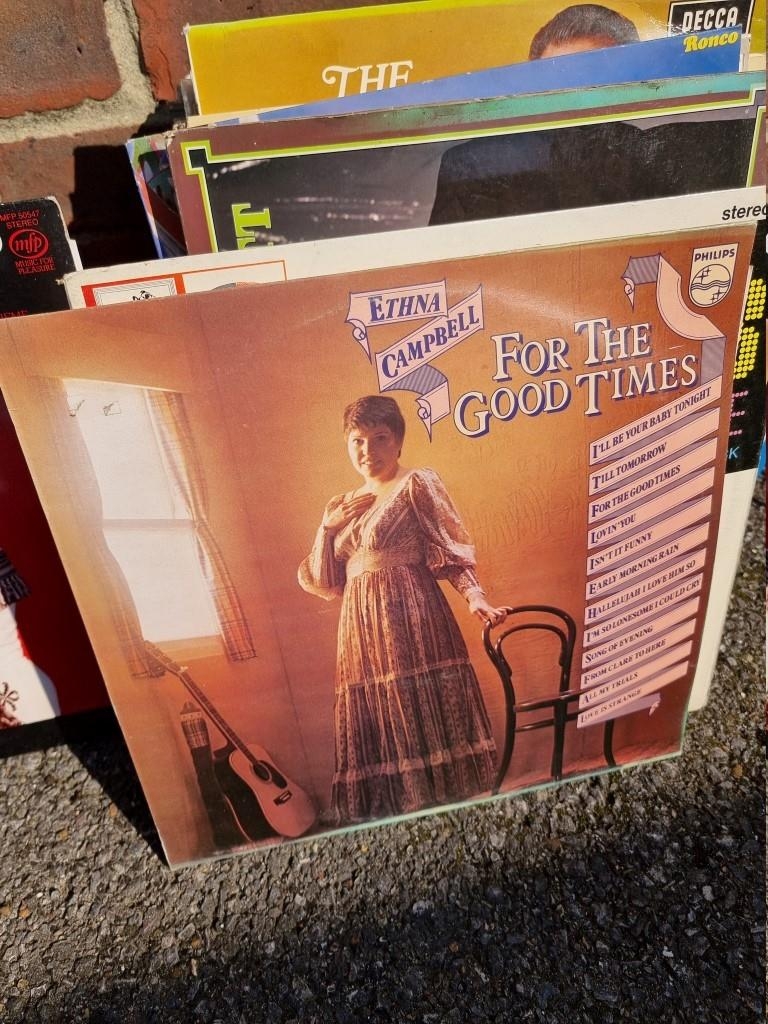 DECCA
Ronco
THE
MFP 50547
STEREO
mfp
MUSIC FOR
PLEASURE
stereo
PHILIPS
ETHNA
CAMPBELL
FOR THE
GOOD TIMES
I'LL BE YOUR BABY TONIGHT
TILL TOMORROW
FOR THE GOOD TIMES
LOVIN' YOU
ISN'T IT FUNNY
EARLY MORNING RAIN
HALLELUJAH I LOVE HIM SO
I'M SO LONESOME I COULD CRY
SONG OF EVENING
FROM CLARE TO HERE
ALL MY TRIALS
LOVE IS STRANGE